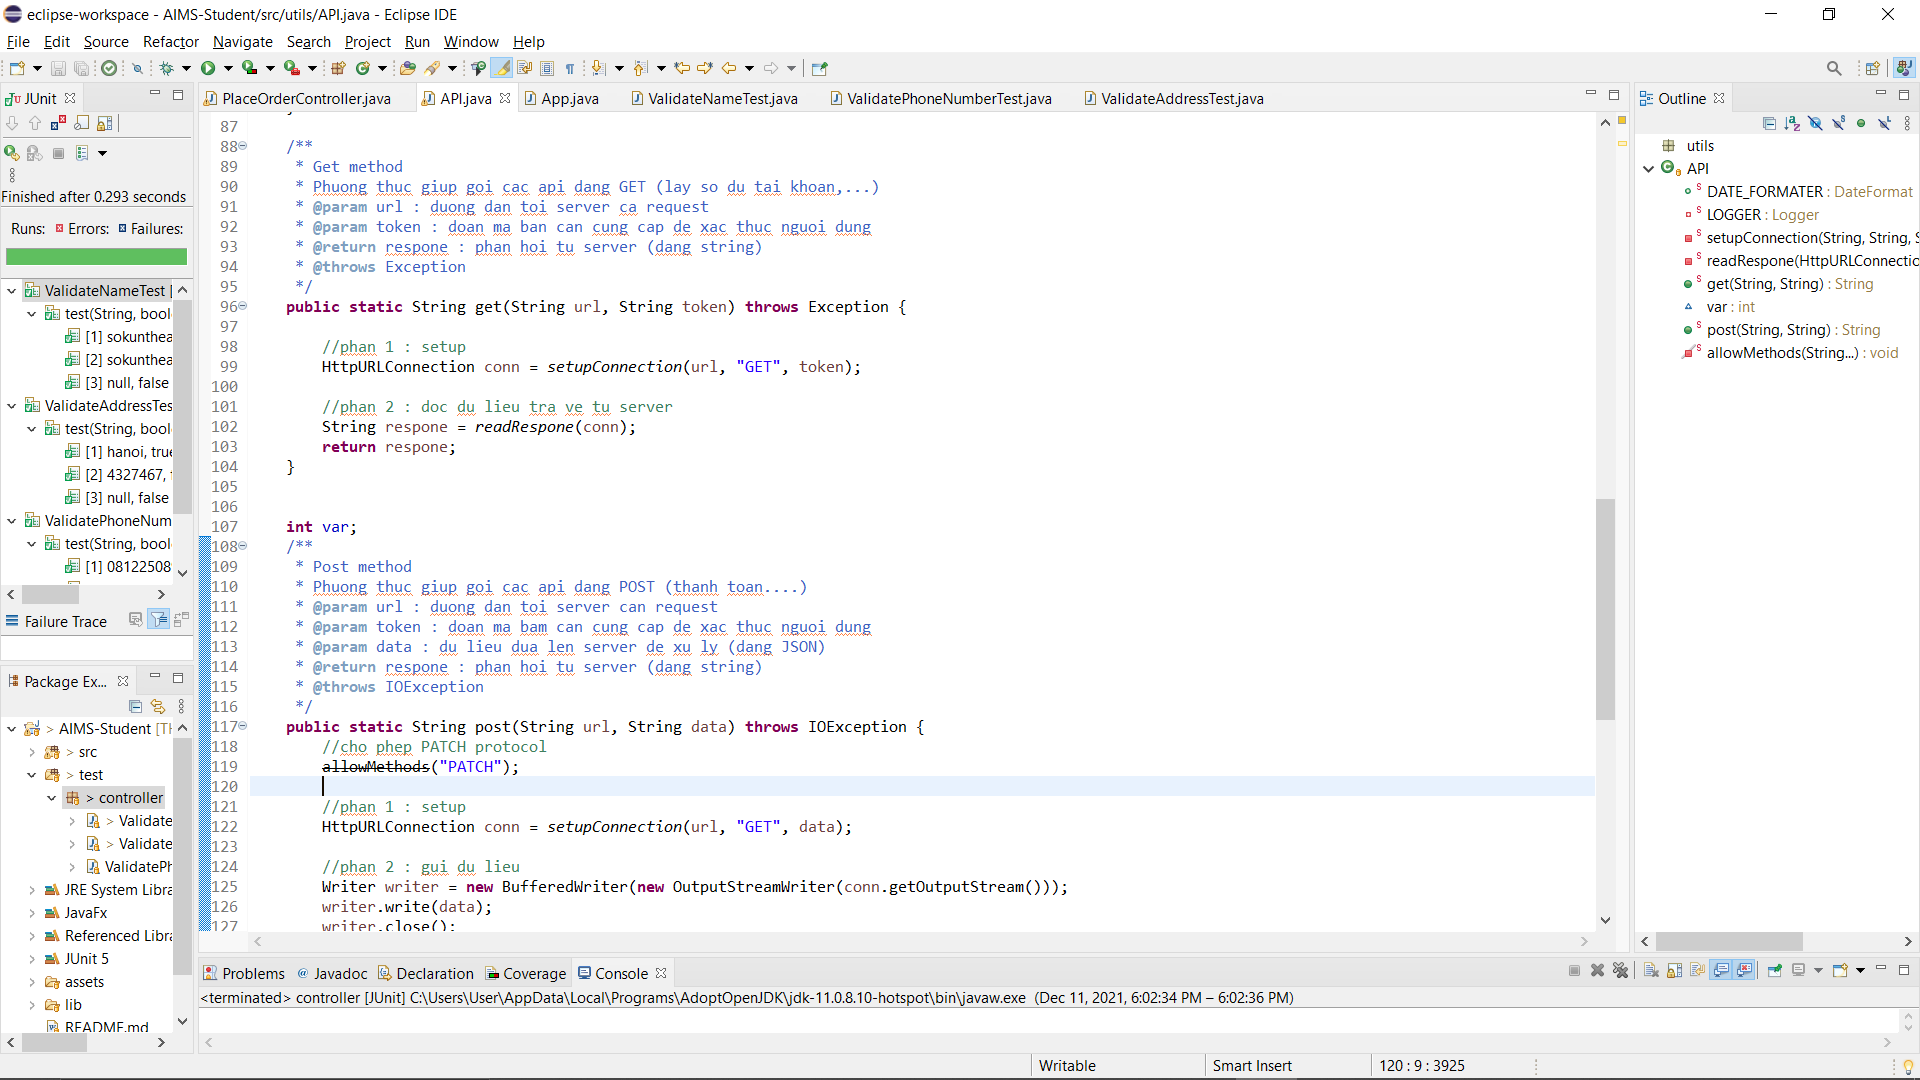 eclipse-workspace - AIMS-Student/src/utils/API.java - Eclipse IDE
File Edit Source Refactor Navigate Search Project Run Window Help
JUnit
Finished after 0.293 seconds
Runs: Errors: Failures:
ValidateNameTest [
test(String, bool
[1] sokunthea
[2] sokunthea
[3] null, false
ValidateAddressTes
test(String, bool
[1] hanoi, true
[2] 4327467,
[3] null, false
ValidatePhoneNum
test(String, bool
[1] 08122508
Failure Trace
Package Ex...
> AIMS-Student [TH
> src
> test
> controller
> Validate
> Validate
ValidatePh
JRE System Libra
JavaFx
Referenced Libra
JUnit 5
assets
lib
README.md
PlaceOrderController.java API.java App.java ValidateNameTest.java ValidatePhoneNumberTest.java ValidateAddressTest.java
87
88 /**
89 * Get method
90 * Phuong thuc giup goi cac api dang GET (lay so du tai khoan,...)
91 * @param url : duong dan toi server ca request
92 * @param token : doan ma ban can cung cap de xac thuc nguoi dung
93 * @return respone : phan hoi tu server (dang string)
94 * @throws Exception
95 */
96 public static String get(String url, String token) throws Exception {
97
98 //phan 1 : setup
99 HttpURLConnection conn = setupConnection(url, "GET", token);
100
101 //phan 2 : doc du lieu tra ve tu server
102 String respone = readRespone(conn);
103 return respone;
104 }
105
106
107 int var;
108 /**
109 * Post method
110 * Phuong thuc giup goi cac api dang POST (thanh toan....)
111 * @param url : duong dan toi server can request
112 * @param token : doan ma bam can cung cap de xac thuc nguoi dung
113 * @param data : du lieu dua len server de xu ly (dang JSON)
114 * @return respone : phan hoi tu server (dang string)
115 * @throws IOException
116 */
117 public static String post(String url, String data) throws IOException {
118 //cho phep PATCH protocol
119 allowMethods("PATCH");
120
121 //phan 1 : setup
122 HttpURLConnection conn = setupConnection(url, "GET", data);
123
124 //phan 2 : gui du lieu
125 Writer writer = new BufferedWriter(new OutputStreamWriter(conn.getOutputStream()));
126 writer.write(data);
127 writer.close();
Outline
utils
API
DATE_FORMATER : DateFormat
LOGGER : Logger
setupConnection(String, String, S
readRespone(HttpURLConnectio
get(String, String) : String
var : int
post(String, String) : String
allowMethods(String...) : void
Problems Javadoc Declaration Coverage Console
<terminated> controller [JUnit] C:\Users\User\AppData\Local\Programs\AdoptOpenJDK\jdk-11.0.8.10-hotspot\bin\javaw.exe (Dec 11, 2021, 6:02:34 PM – 6:02:36 PM)
Writable Smart Insert 120 : 9 : 3925